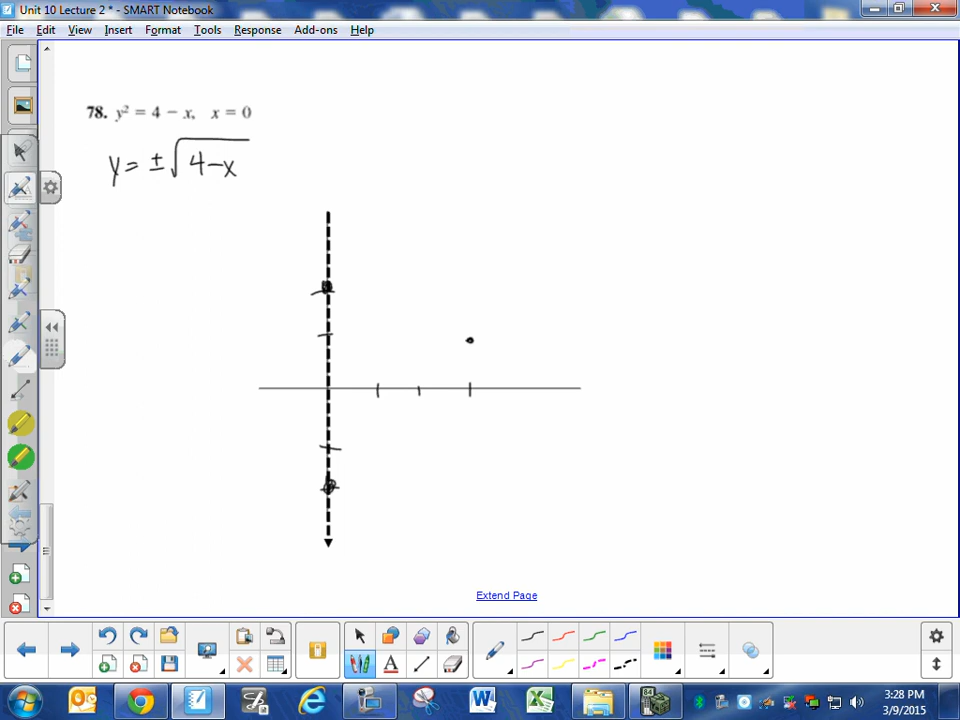 Unit 10 Lecture 2 * - SMART Notebook
File Edit View Insert Format Tools Response Add-ons Help
78. y² = 4 − x, x = 0
y = ±√4−x
Extend Page
A
84
3:28 PM
3/9/2015